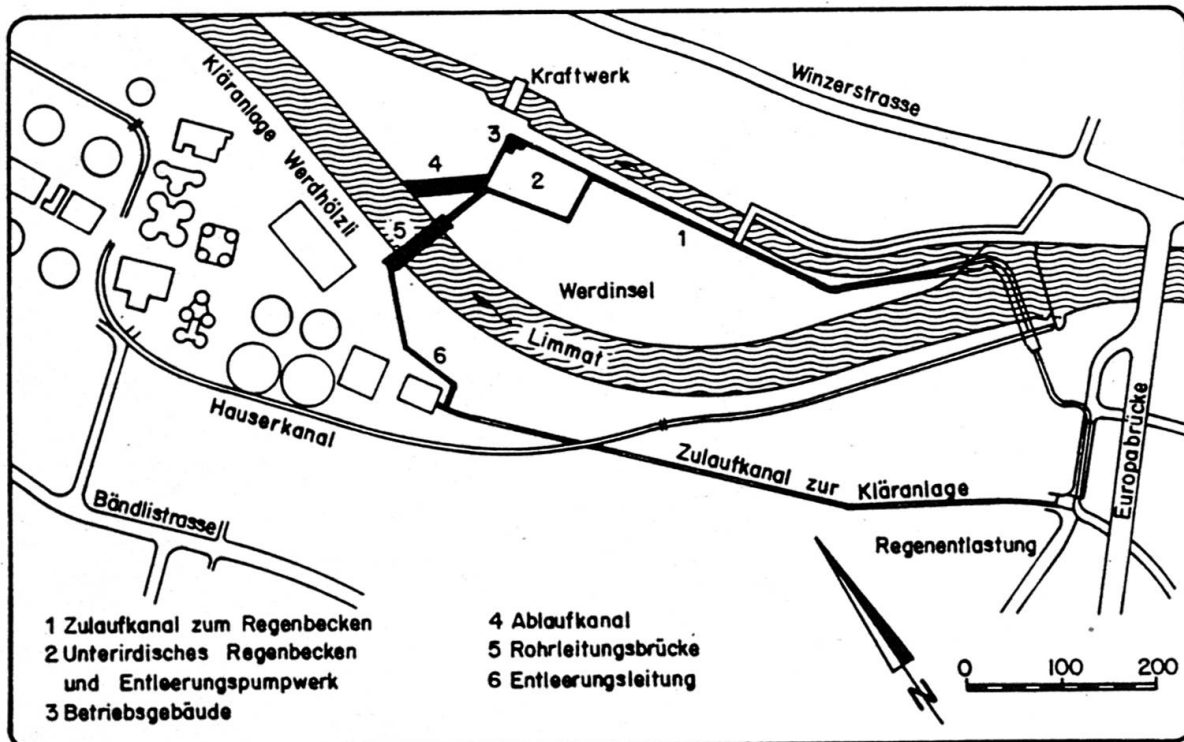 Kraftwerk
Winzerstrasse
Kläranlage Werdhölzli
3
4
2
5
1
Werdinsel
Limmat
6
Hauserkanal
Zulaufkanal zur Kläranlage
Europabrücke
Bändlistrasse
Regenentlastung
1 Zulaufkanal zum Regenbecken
2 Unterirdisches Regenbecken
und Entleerungspumpwerk
3 Betriebsgebäude
4 Ablaufkanal
5 Rohrleitungsbrücke
6 Entleerungsleitung
N
0 100 200